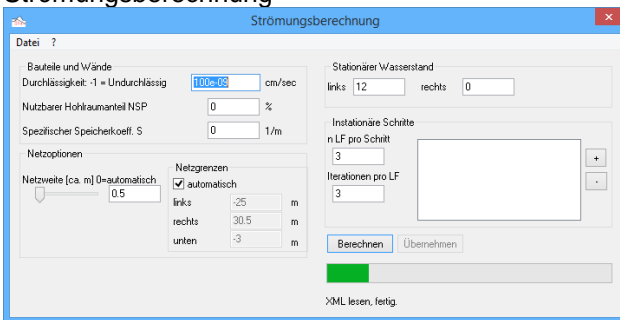 Strömungsberechnung
Strömungsberechnung
Datei ?
Bauteile und Wände
Durchlässigkeit: -1 = Undurchlässig 100e-09 cm/sec
Nutzbarer Hohlraumanteil NSP 0 %
Spezifischer Speicherkoeff. S 0 1/m
Netzoptionen
Netzweite [ca. m] 0=automatisch
0.5
Netzgrenzen
automatisch
links -25 m
rechts 30.5 m
unten -3 m
Stationärer Wasserstand
links 12 rechts 0
Instationäre Schritte
n LF pro Schritt
3
Iterationen pro LF
3
+
-
Berechnen Übernehmen
XML lesen, fertig.